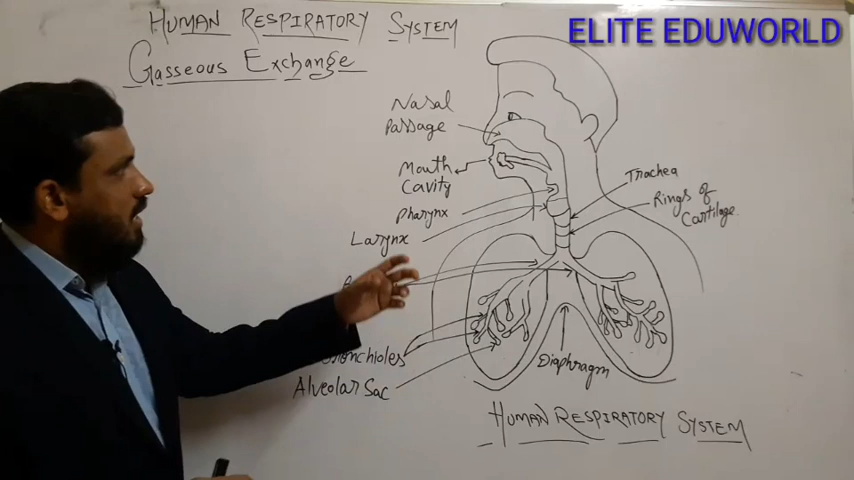 HUMAN RESPIRATORY SYSTEM
ELITE EDUWORLD
Gasseous Exchange
Nasal
Passage
Mouth
Cavity
Trachea
Rings of
Cartilage
Pharynx
Larynx
Bronchioles
Diaphragm
Alveolar Sac
HUMAN RESPIRATORY SYSTEM